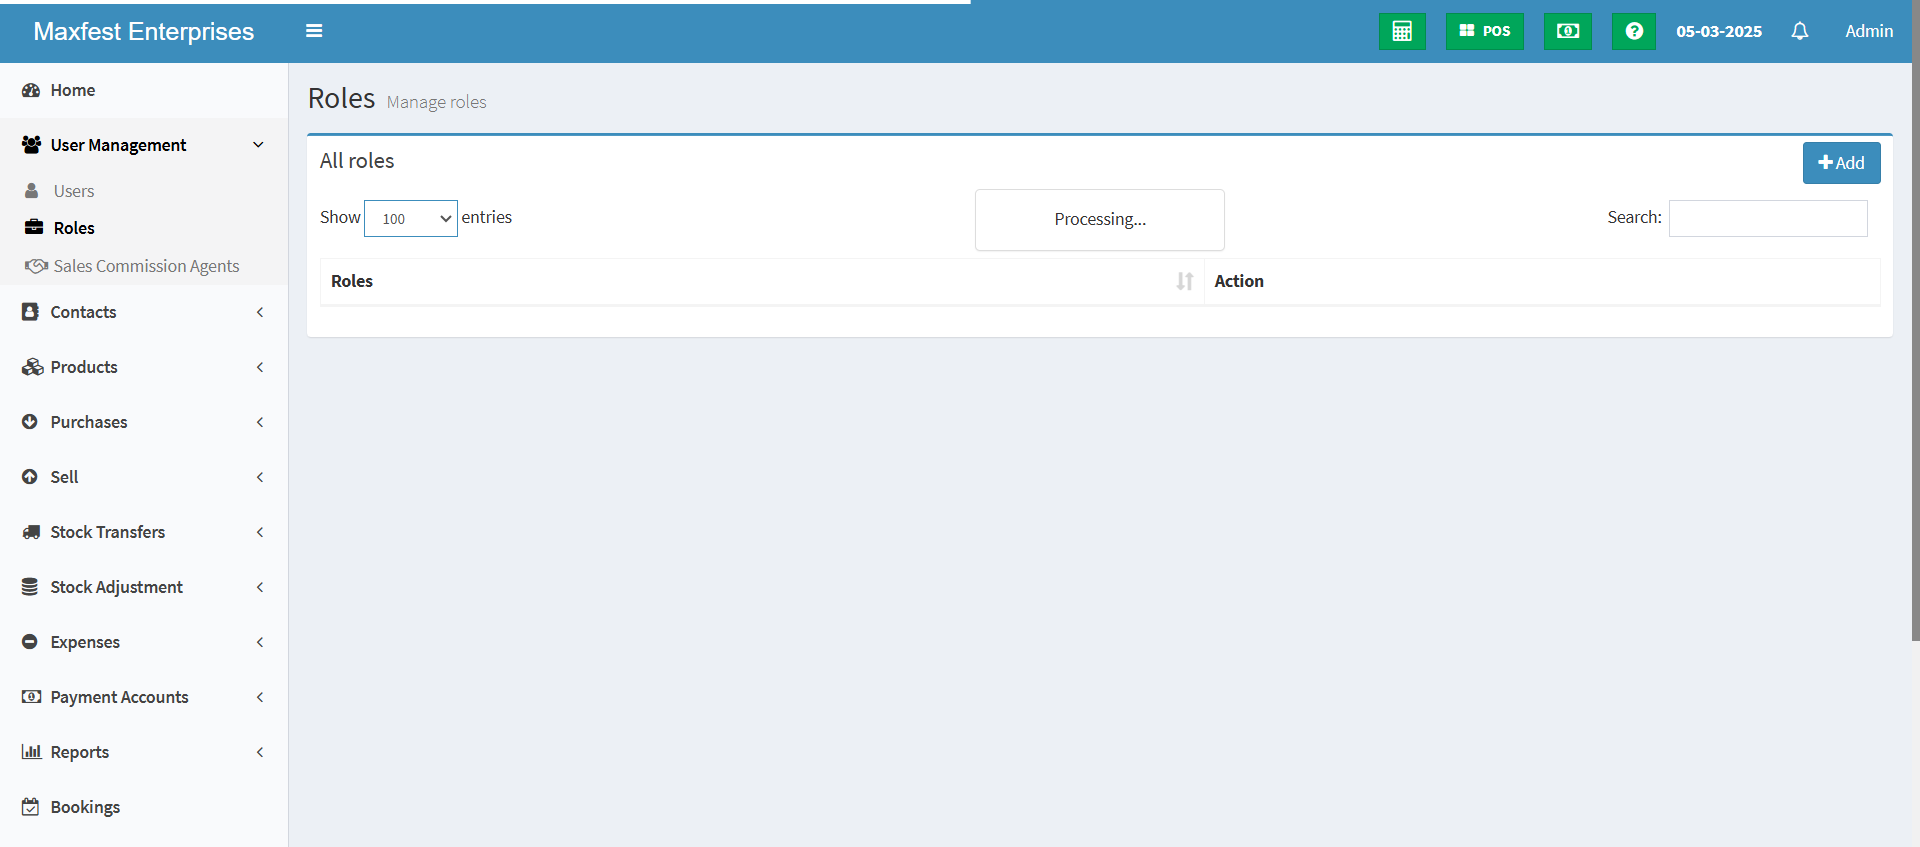 Maxfest Enterprises
POS
05-03-2025
Admin
Home
User Management
Users
Roles
Sales Commission Agents
Contacts
Products
Purchases
Sell
Stock Transfers
Stock Adjustment
Expenses
Payment Accounts
Reports
Bookings
Roles Manage roles
All roles
Add
Show 100 entries
Processing...
Search:
Roles
Action